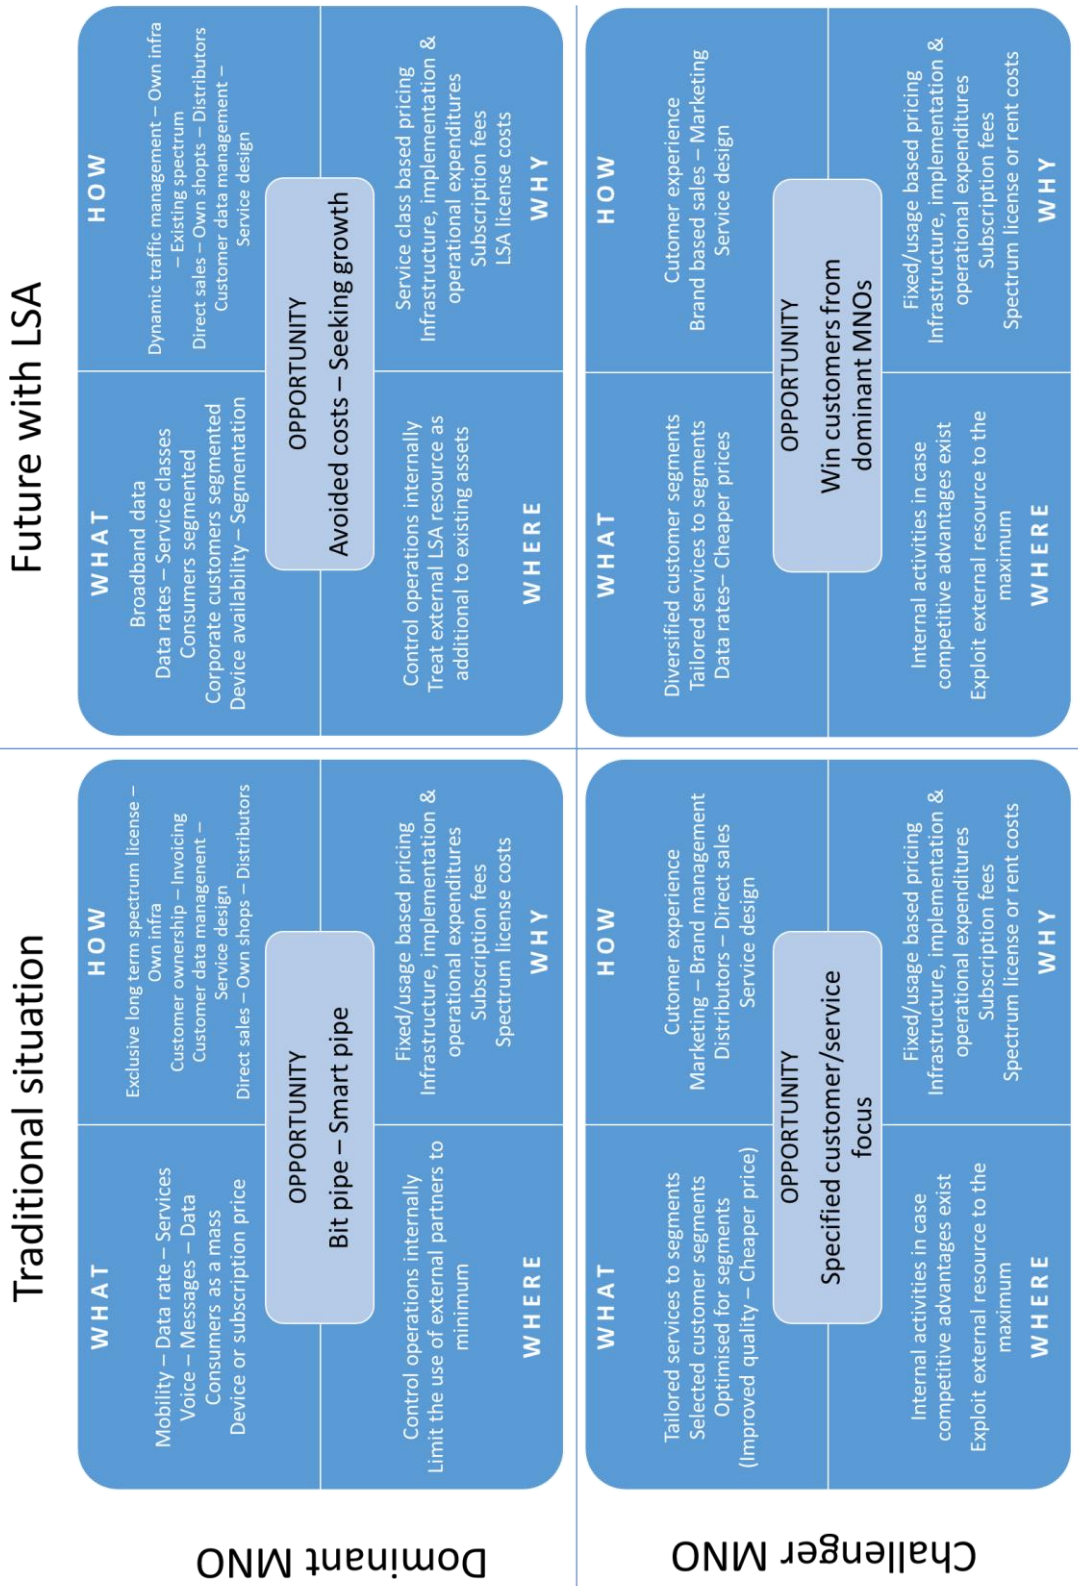 Traditional situation
Future with LSA
Dominant MNO
WHAT
Mobility – Data rate – Services
Voice – Messages – Data
Consumers as a mass
Device or subscription price
HOW
Exclusive long term spectrum license –
Own infra
Customer ownership – Invoicing
Customer data management –
Service design
Direct sales – Own shops – Distributors
OPPORTUNITY
Bit pipe – Smart pipe
Control operations internally
Limit the use of external partners to
minimum
WHERE
Fixed/usage based pricing
Infrastructure, implementation &
operational expenditures
Subscription fees
Spectrum license costs
WHY
WHAT
Broadband data
Data rates – Service classes
Consumers segmented
Corporate customers segmented
Device availability – Segmentation
HOW
Dynamic traffic management – Own infra
– Existing spectrum
Direct sales – Own shopts – Distributors
Customer data management –
Service design
OPPORTUNITY
Avoided costs – Seeking growth
Control operations internally
Treat external LSA resource as
additional to existing assets
WHERE
Service class based pricing
Infrastructure, implementation &
operational expenditures
Subscription fees
LSA license costs
WHY
Challenger MNO
WHAT
Tailored services to segments
Selected customer segments
Optimised for segments
(Improved quality – Cheaper price)
HOW
Cutomer experience
Marketing – Brand management
Distributors – Direct sales
Service design
OPPORTUNITY
Specified customer/service
focus
Internal activities in case
competitive advantages exist
Exploit external resource to the
maximum
WHERE
Fixed/usage based pricing
Infrastructure, implementation &
operational expenditures
Subscription fees
Spectrum license or rent costs
WHY
WHAT
Diversified customer segments
Tailored services to segments
Data rates– Cheaper prices
HOW
Cutomer experience
Brand based sales – Marketing
Service design
OPPORTUNITY
Win customers from
dominant MNOs
Internal activities in case
competitive advantages exist
Exploit external resource to the
maximum
WHERE
Fixed/usage based pricing
Infrastructure, implementation &
operational expenditures
Subscription fees
Spectrum license or rent costs
WHY